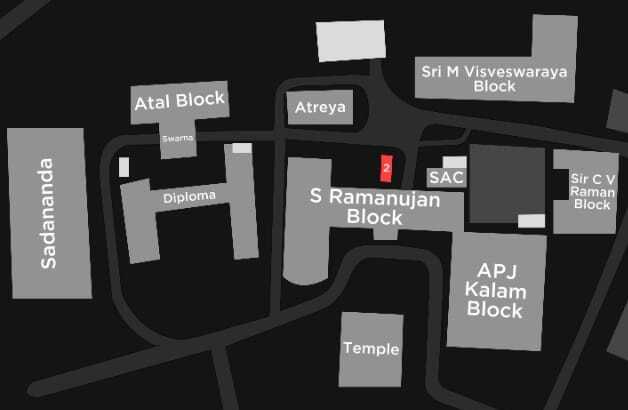 Sri M Visveswaraya
Block
Atal Block
Atreya
Swarna
2
SAC
Sir C V
Raman
Block
Sadananda
Diploma
S Ramanujan
Block
APJ
Kalam
Block
Temple